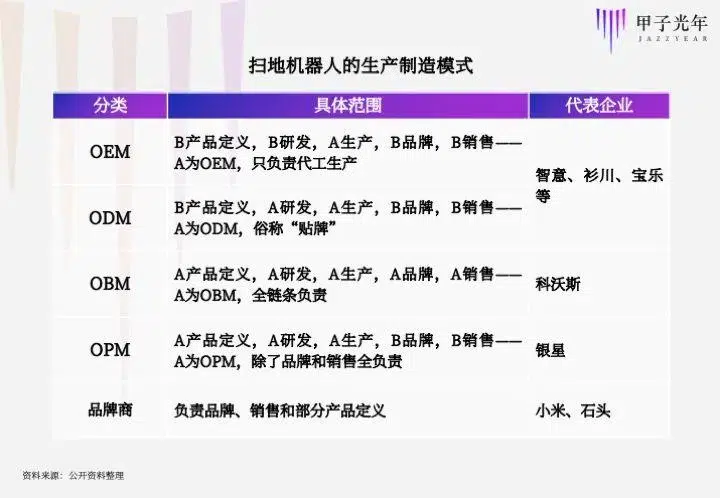 甲子光年
JAZZYEAR
扫地机器人的生产制造模式
分类
具体范围
代表企业
OEM
B产品定义，B研发，A生产，B品牌，B销售——
A为OEM，只负责代工生产
智意、衫川、宝乐
等
ODM
B产品定义，A研发，A生产，B品牌，B销售——
A为ODM，俗称“贴牌”
OBM
A产品定义，A研发，A生产，A品牌，A销售——
A为OBM，全链条负责
科沃斯
OPM
A产品定义，A研发，A生产，B品牌，B销售——
A为OPM，除了品牌和销售全负责
银星
品牌商
负责品牌、销售和部分产品定义
小米、石头
资料来源：公开资料整理